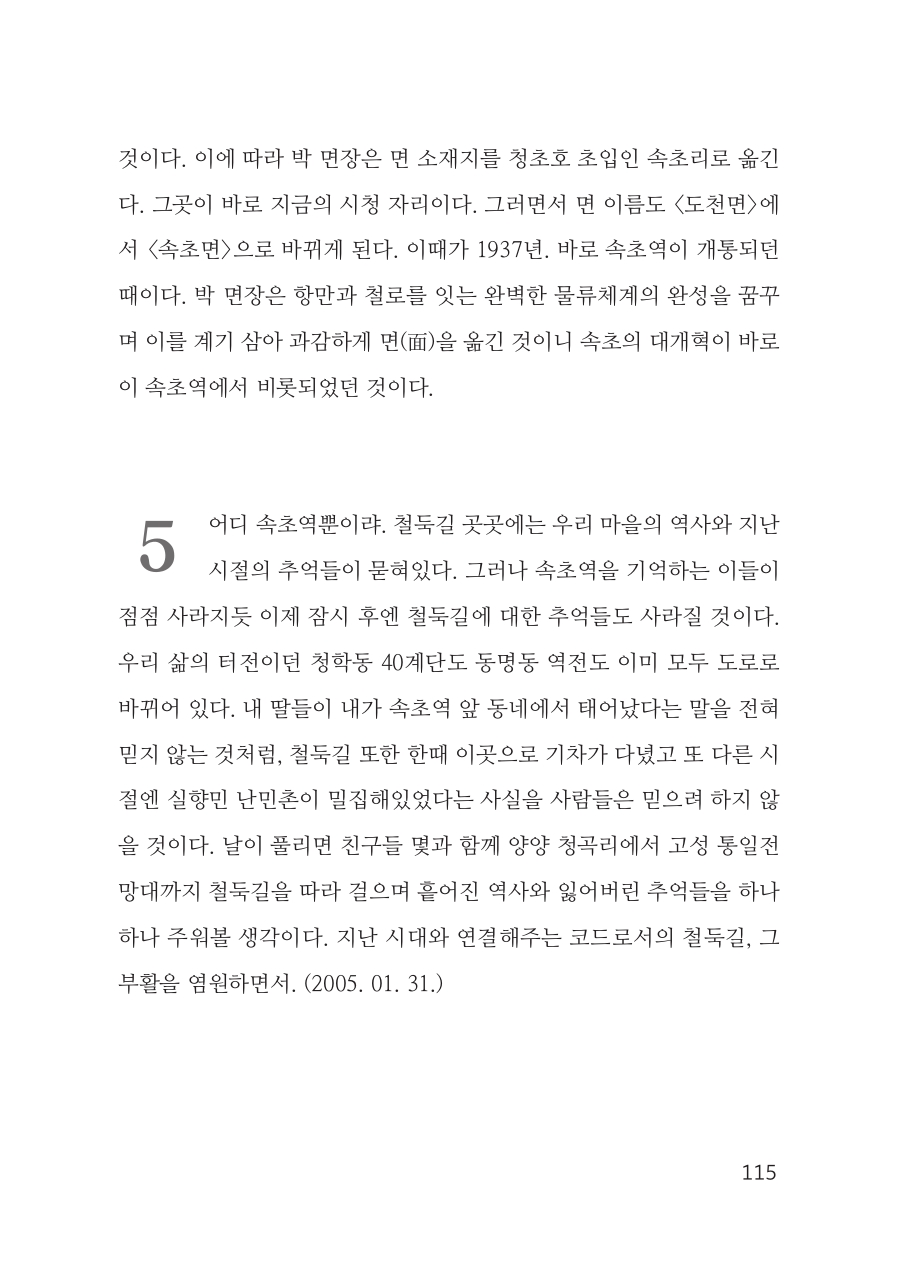 것이다. 이에 따라 박 면장은 면 소재지를 청초호 초입인 속초리로 옮긴
다. 그곳이 바로 지금의 시청 자리이다. 그러면서 면 이름도 〈도천면〉에
서 〈속초면〉으로 바뀌게 된다. 이때가 1937년. 바로 속초역이 개통되던
때이다. 박 면장은 항만과 철로를 잇는 완벽한 물류체계의 완성을 꿈꾸
며 이를 계기 삼아 과감하게 면(面)을 옮긴 것이니 속초의 대개혁이 바로
이 속초역에서 비롯되었던 것이다.
5 어디 속초역뿐이랴. 철둑길 곳곳에는 우리 마을의 역사와 지난
시절의 추억들이 묻혀있다. 그러나 속초역을 기억하는 이들이
점점 사라지듯 이제 잠시 후엔 철둑길에 대한 추억들도 사라질 것이다.
우리 삶의 터전이던 청학동 40계단도 동명동 역전도 이미 모두 도로로
바뀌어 있다. 내 딸들이 내가 속초역 앞 동네에서 태어났다는 말을 전혀
믿지 않는 것처럼, 철둑길 또한 한때 이곳으로 기차가 다녔고 또 다른 시
절엔 실향민 난민촌이 밀집해있었다는 사실을 사람들은 믿으려 하지 않
을 것이다. 날이 풀리면 친구들 몇과 함께 양양 청곡리에서 고성 통일전
망대까지 철둑길을 따라 걸으며 흩어진 역사와 잃어버린 추억들을 하나
하나 주워볼 생각이다. 지난 시대와 연결해주는 코드로서의 철둑길, 그
부활을 염원하면서. (2005. 01. 31.)
115